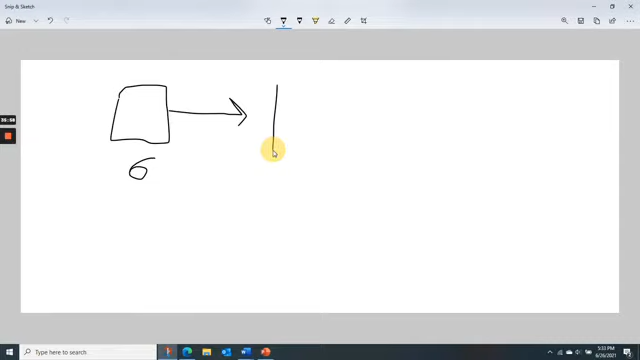 Snip & Sketch
New
35:58
6
Type here to search
5:33 PM
6/26/2021